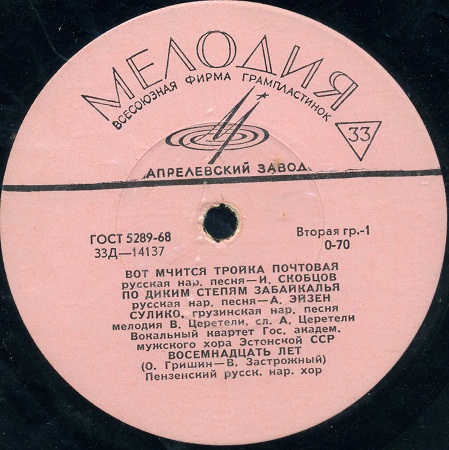 МЕЛОДИЯ
ВСЕСОЮЗНАЯ ФИРМА ГРАМПЛАСТИНОК
33
АПРЕЛЕВСКИЙ ЗАВОД
ГОСТ 5289-68
33Д—14137
Вторая гр.-1
0-70
ВОТ МЧИТСЯ ТРОЙКА ПОЧТОВАЯ
русская нар. песня—И. СКОБЦОВ
ПО ДИКИМ СТЕПЯМ ЗАБАЙКАЛЬЯ
русская нар. песня—А. ЭЙЗЕН
СУЛИКО, грузинская нар. песня
мелодия В. Церетели, сл. А. Церетели
Вокальный квартет Гос. академ.
мужского хора Эстонской ССР
ВОСЕМНАДЦАТЬ ЛЕТ
(О. Гришин—В. Застрожный)
Пензенский русск. нар. хор